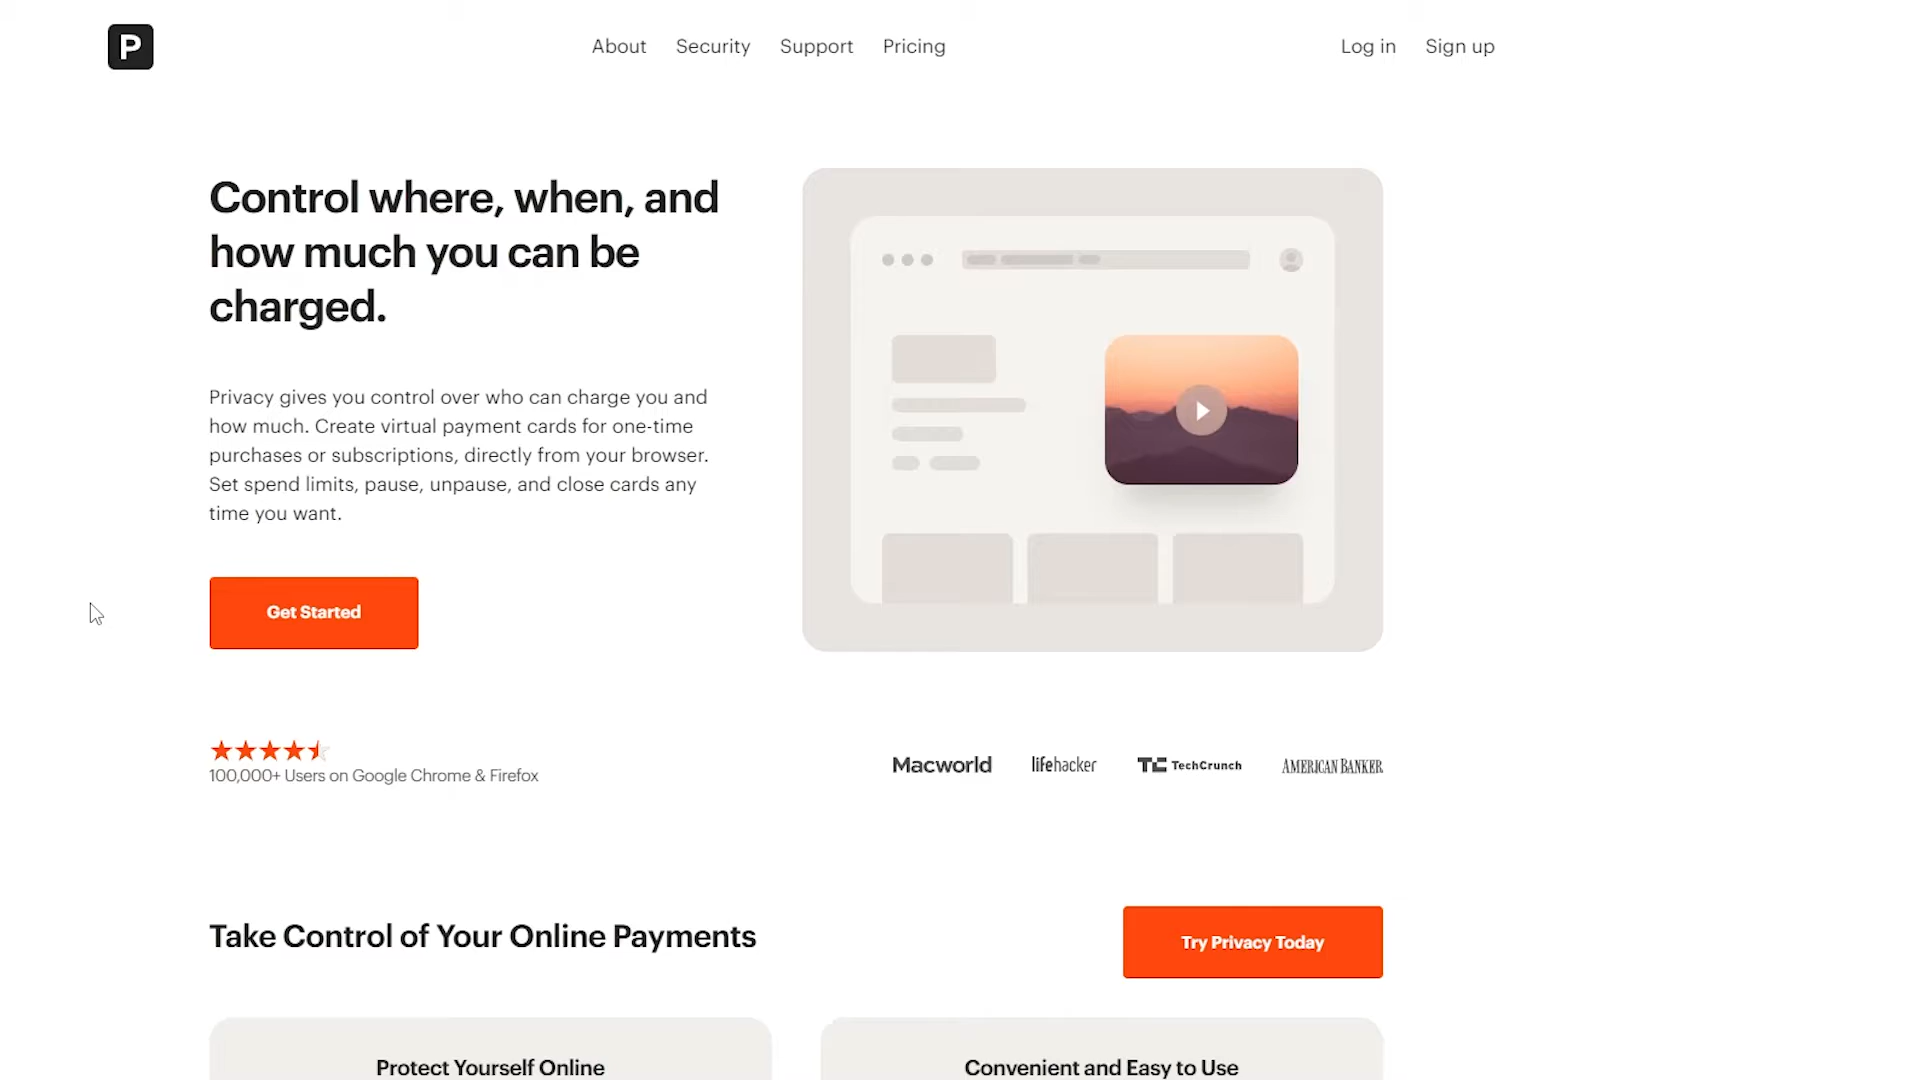 P
About Security Support Pricing
Log in Sign up
Control where, when, and
how much you can be
charged.
Privacy gives you control over who can charge you and
how much. Create virtual payment cards for one-time
purchases or subscriptions, directly from your browser.
Set spend limits, pause, unpause, and close cards any
time you want.
Get Started
100,000+ Users on Google Chrome & Firefox
Macworld lifehacker TC TechCrunch AMERICAN BANKER
Take Control of Your Online Payments
Try Privacy Today
Protect Yourself Online
Convenient and Easy to Use